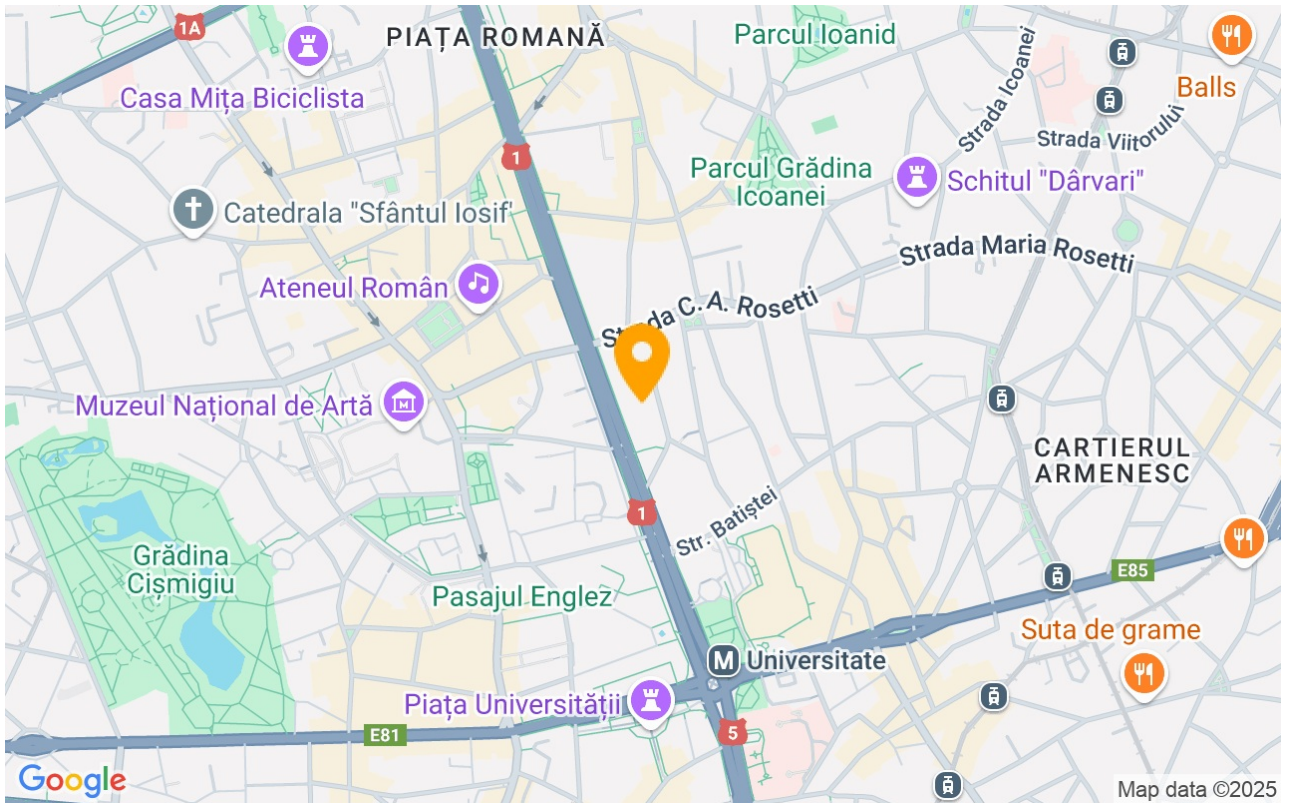 1A
PIAȚA ROMANĂ
Parcul Ioanid
Casa Mița Biciclista
Balls
Strada Icoanei
Strada Viitorului
1
Parcul Grădina
Icoanei
Schitul "Dârvari"
Catedrala "Sfântul Iosif'
Strada Maria Rosetti
Ateneul Român
Strada C. A. Rosetti
Muzeul Național de Artă
M
CARTIERUL
ARMENESC
1
Str. Batiștei
Grădina
Cișmigiu
Pasajul Englez
E85
Suta de grame
M Universitate
Piața Universității
E81
5
Google
Map data ©2025